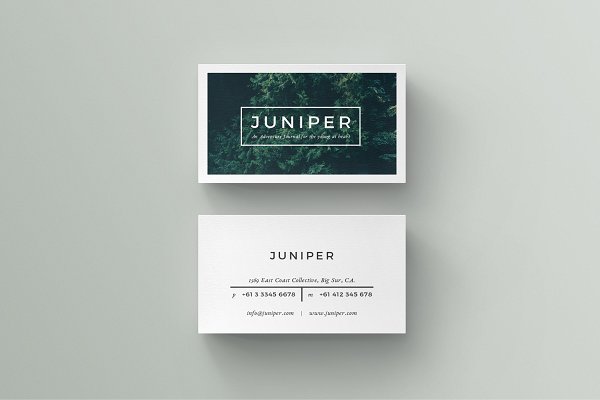 JUNIPER
An Adventure Journal for the young at heart
JUNIPER
1369 East Coast Collective, Big Sur, C.A.
p +61 3 3345 6678 m +61 412 345 678
info@juniper.com | www.juniper.com